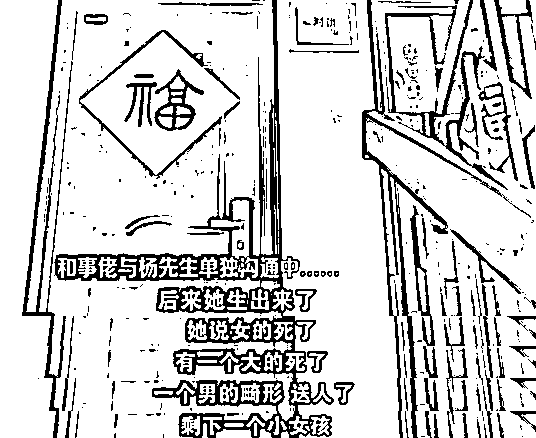 福
对讲
和事佬与杨先生单独沟通中......
后来她生出来了
她说女的死了
有一个大的死了
一个男的畸形 送人了
剩下一个小女孩